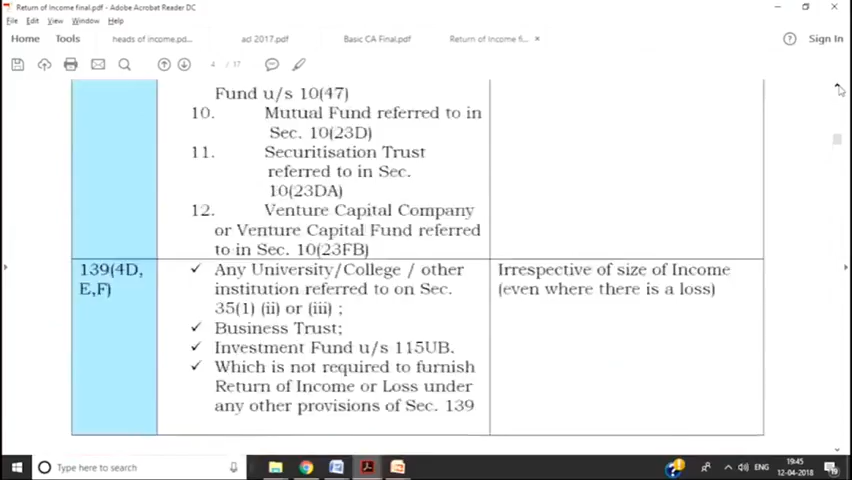 Return of Income final.pdf - Adobe Acrobat Reader DC
File Edit View Window Help
Home Tools heads of income.pd... ad 2017.pdf Basic CA Final.pdf Return of Income fi... × ? Sign In
4 / 17
Fund u/s 10(47)
10. Mutual Fund referred to in
Sec. 10(23D)
11. Securitisation Trust
referred to in Sec.
10(23DA)
12. Venture Capital Company
or Venture Capital Fund referred
to in Sec. 10(23FB)
139(4D, ✓ Any University/College / other Irrespective of size of Income
E,F) institution referred to on Sec. (even where there is a loss)
35(1) (ii) or (iii) ;
✓ Business Trust;
✓ Investment Fund u/s 115UB.
✓ Which is not required to furnish
Return of Income or Loss under
any other provisions of Sec. 139
Type here to search ENG 19:45
12-04-2018